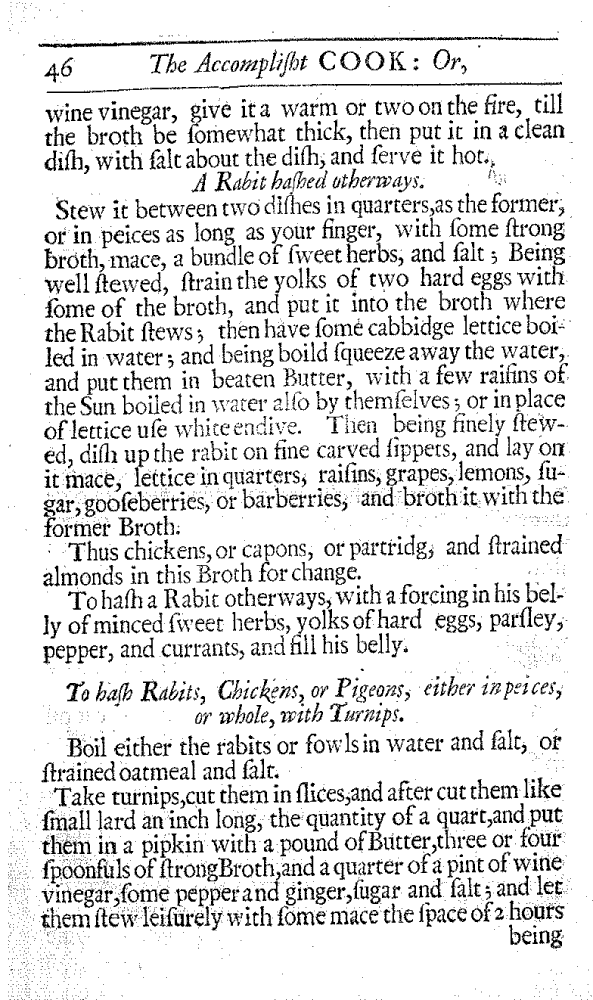 46 The Accompliſht COOK: Or,
wine vinegar, give it a warm or two on the fire, till
the broth be ſomewhat thick, then put it in a clean
diſh, with ſalt about the diſh, and ſerve it hot.
A Rabit haſhed otherways.
Stew it between two diſhes in quarters, as the former,
or in peices as long as your finger, with ſome ſtrong
broth, mace, a bundle of ſweet herbs, and ſalt; Being
well ſtewed, ſtrain the yolks of two hard eggs with
ſome of the broth, and put it into the broth where
the Rabit ſtews; then have ſome cabbidge lettice boi-
led in water; and being boild ſqueeze away the water,
and put them in beaten Butter, with a few raiſins of
the Sun boiled in water alſo by themſelves; or in place
of lettice uſe white endive. Then being finely ſtew-
ed, diſh up the rabit on fine carved ſippets, and lay on
it mace, lettice in quarters, raiſins, grapes, lemons, ſu-
gar, gooſeberries, or barberries, and broth it with the
former Broth.
Thus chickens, or capons, or partridg, and ſtrained
almonds in this Broth for change.
To haſh a Rabit otherways, with a forcing in his bel-
ly of minced ſweet herbs, yolks of hard eggs, parſley,
pepper, and currants, and fill his belly.
To haſh Rabits, Chickens, or Pigeons, either in peices,
or whole, with Turnips.
Boil either the rabits or fowls in water and ſalt, or
ſtrained oatmeal and ſalt.
Take turnips, cut them in ſlices, and after cut them like
ſmall lard an inch long, the quantity of a quart, and put
them in a pipkin with a pound of Butter, three or four
ſpoonfuls of ſtrong Broth, and a quarter of a pint of wine
vinegar, ſome pepper and ginger, ſugar and ſalt; and let
them ſtew leiſurely with ſome mace the ſpace of 2 hours
being